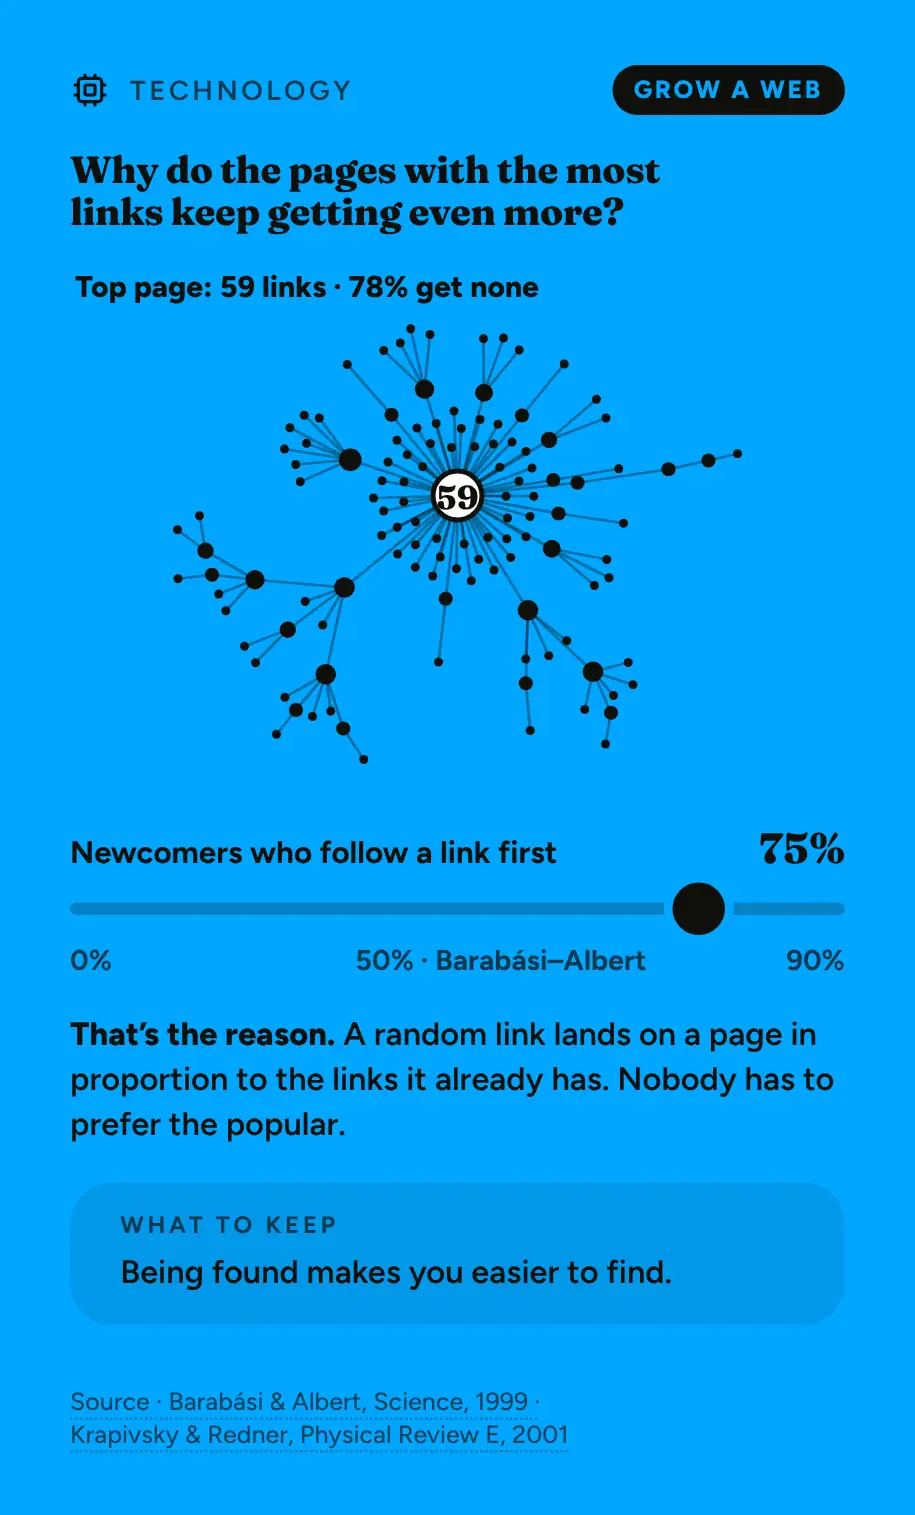 TECHNOLOGY
GROW A WEB
Why do the pages with the most
links keep getting even more?
Top page: 59 links · 78% get none
59
Newcomers who follow a link first
75%
0%
50% · Barabási–Albert
90%
That’s the reason. A random link lands on a page in
proportion to the links it already has. Nobody has to
prefer the popular.
WHAT TO KEEP
Being found makes you easier to find.
Source · Barabási & Albert, Science, 1999 ·
Krapivsky & Redner, Physical Review E, 2001